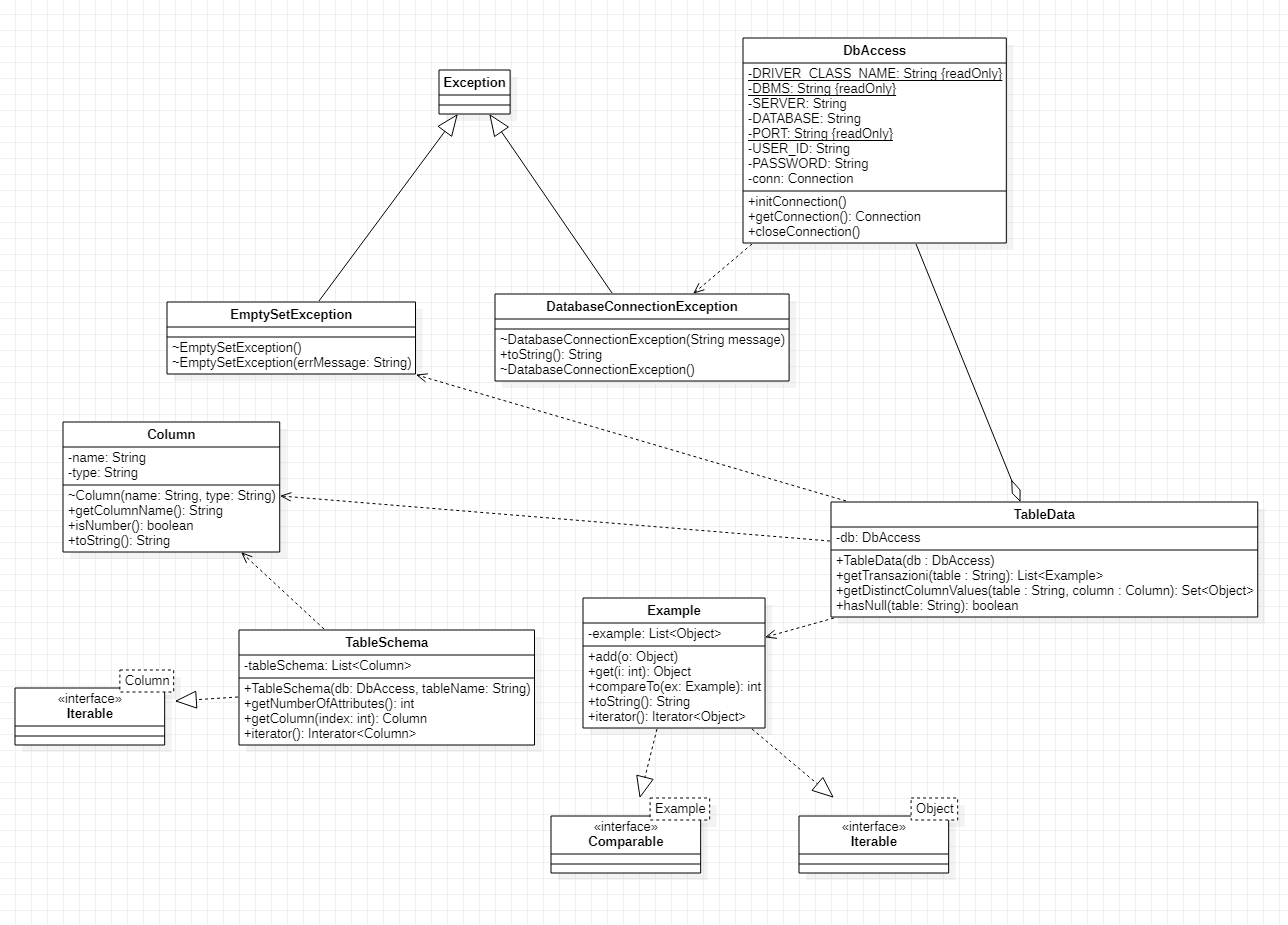 Exception
DbAccess
-DRIVER_CLASS_NAME: String {readOnly}
-DBMS: String {readOnly}
-SERVER: String
-DATABASE: String
-PORT: String {readOnly}
-USER_ID: String
-PASSWORD: String
-conn: Connection
+initConnection()
+getConnection(): Connection
+closeConnection()
EmptySetException
~EmptySetException()
~EmptySetException(errMessage: String)
DatabaseConnectionException
~DatabaseConnectionException(String message)
+toString(): String
~DatabaseConnectionException()
Column
-name: String
-type: String
~Column(name: String, type: String)
+getColumnName(): String
+isNumber(): boolean
+toString(): String
TableData
-db: DbAccess
+TableData(db : DbAccess)
+getTransazioni(table : String): List<Example>
+getDistinctColumnValues(table : String, column : Column): Set<Object>
+hasNull(table: String): boolean
TableSchema
-tableSchema: List<Column>
+TableSchema(db: DbAccess, tableName: String)
+getNumberOfAttributes(): int
+getColumn(index: int): Column
+iterator(): Interator<Column>
Example
-example: List<Object>
+add(o: Object)
+get(i: int): Object
+compareTo(ex: Example): int
+toString(): String
+iterator(): Iterator<Object>
Column
«interface»
Iterable
Example
«interface»
Comparable
Object
«interface»
Iterable